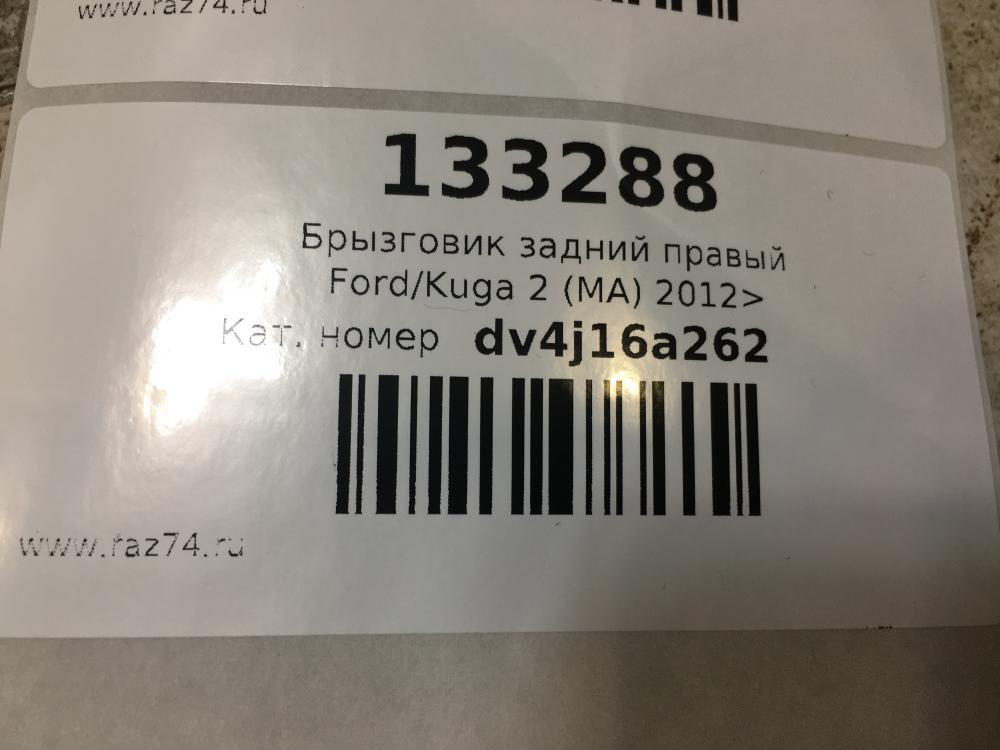 www.raz74.ru
133288
Брызговик задний правый
Ford/Kuga 2 (MA) 2012>
Кат. номер dv4j16a262
www.raz74.ru